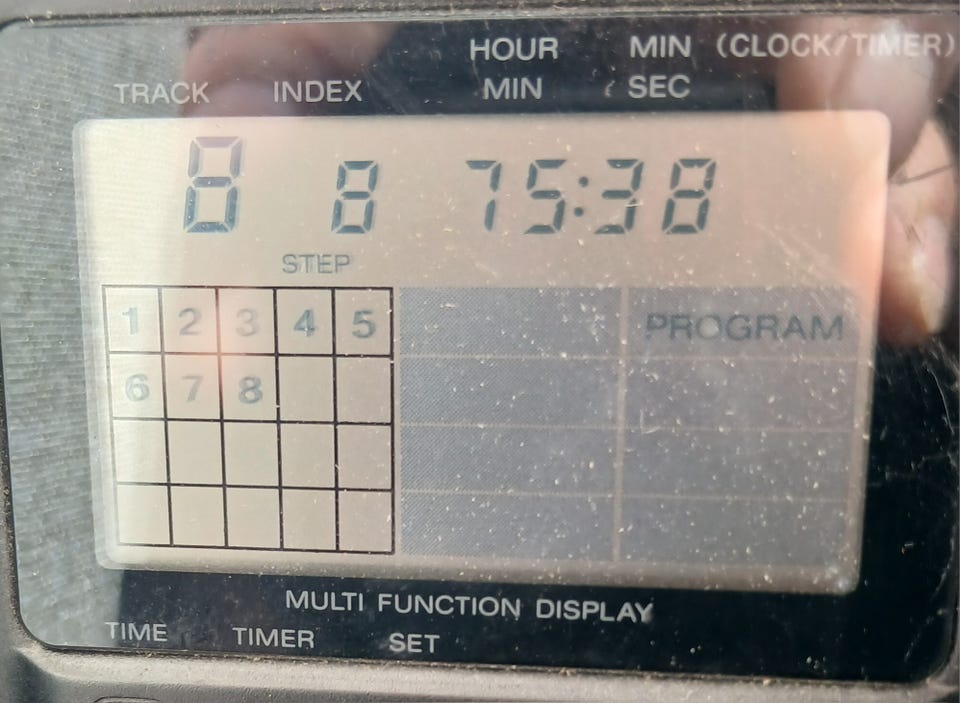 HOUR MIN (CLOCK/TIMER)
TRACK INDEX MIN SEC
8 8 75:38
STEP
1 2 3 4 5 PROGRAM
6 7 8
MULTI FUNCTION DISPLAY
TIME TIMER SET